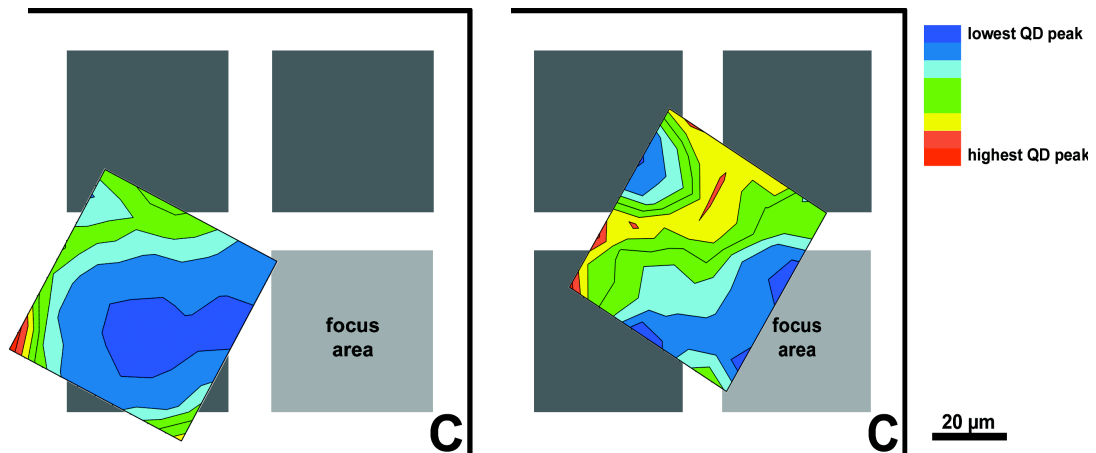 lowest QD peak
highest QD peak
focus
area
focus
area
C
C
20 µm